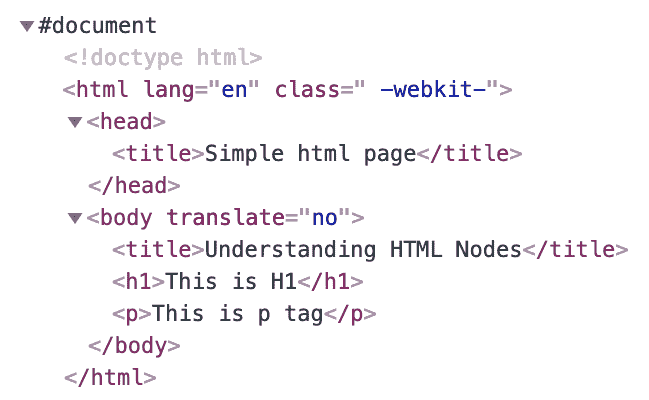 ▼#document
<!doctype html>
<html lang="en" class=" -webkit-">
▼<head>
<title>Simple html page</title>
</head>
▼<body translate="no">
<title>Understanding HTML Nodes</title>
<h1>This is H1</h1>
<p>This is p tag</p>
</body>
</html>